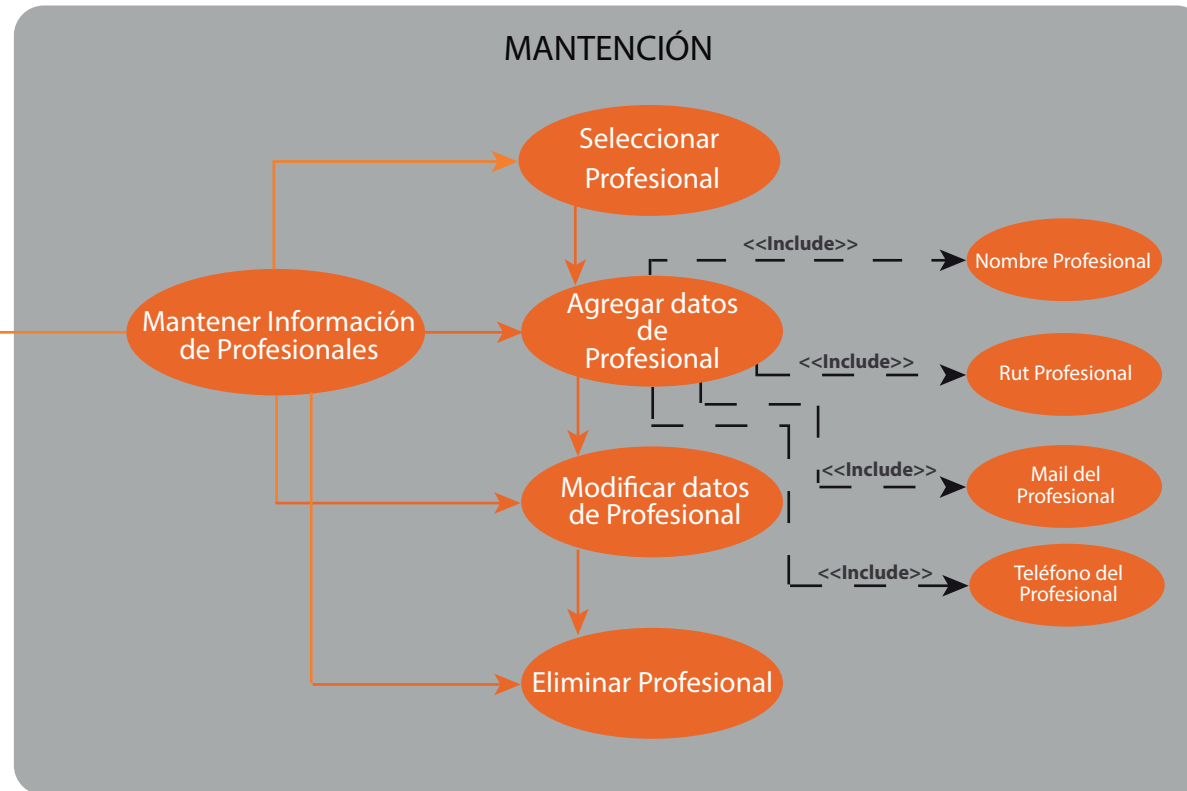 MANTENCIÓN
Seleccionar
Profesional
<<Include>>
Nombre Profesional
Mantener Información
de Profesionales
Agregar datos
de
Profesional
<<Include>>
Rut Profesional
<<Include>>
Mail del
Profesional
Modificar datos
de Profesional
<<Include>>
Teléfono del
Profesional
Eliminar Profesional